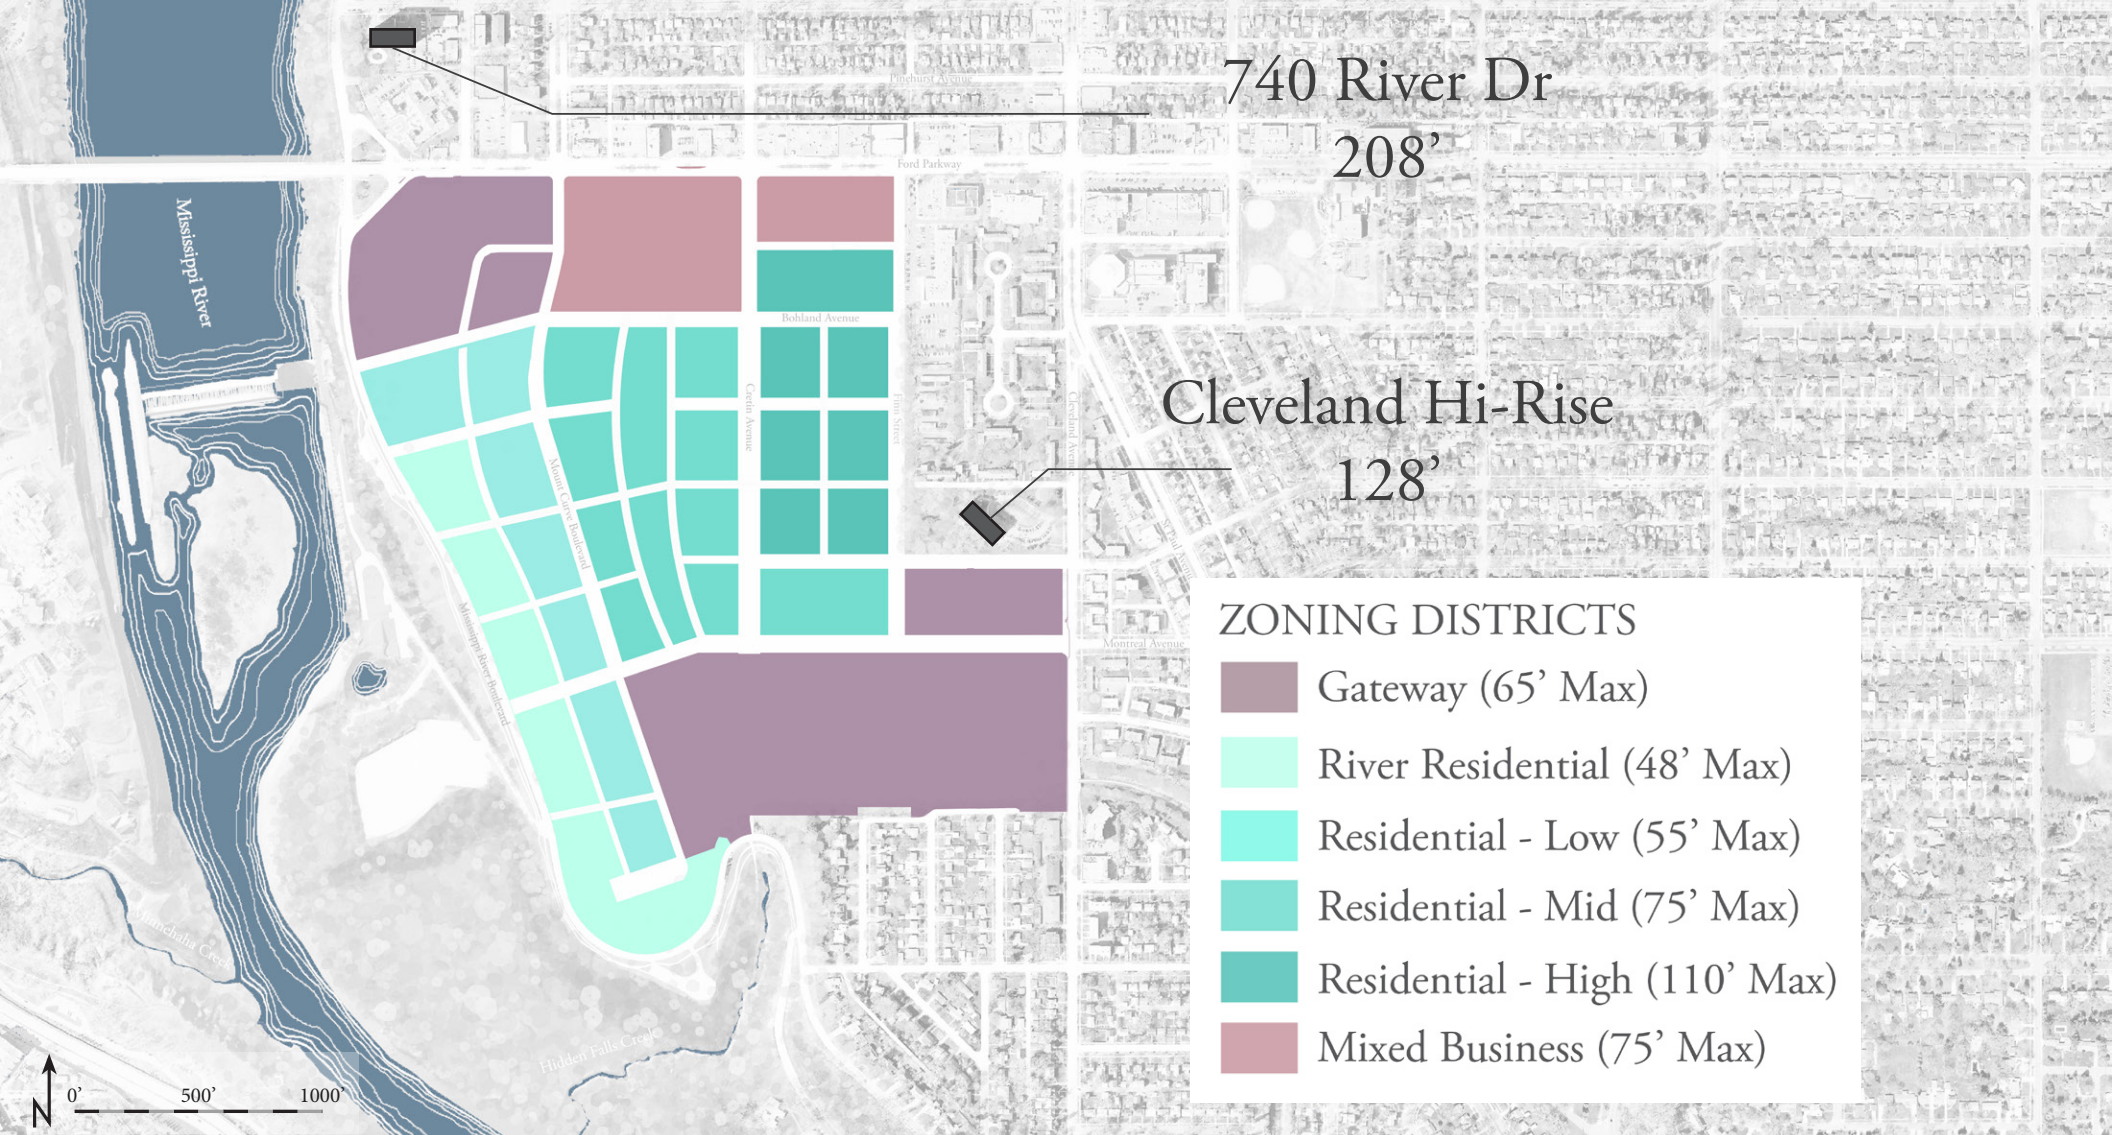 Pinehurst Avenue
740 River Dr
208’
Ford Parkway
Mississippi River
Bohland Avenue
Cretin Avenue
Finn Street
Cleveland Ave
Cleveland Hi-Rise
128’
Mount Curve Boulevard
Mississippi River Boulevard
Montreal Avenue
ZONING DISTRICTS
Gateway (65’ Max)
River Residential (48’ Max)
Residential - Low (55’ Max)
Residential - Mid (75’ Max)
Residential - High (110’ Max)
Mixed Business (75’ Max)
Hidden Falls Creek
N
0’ 500’ 1000’